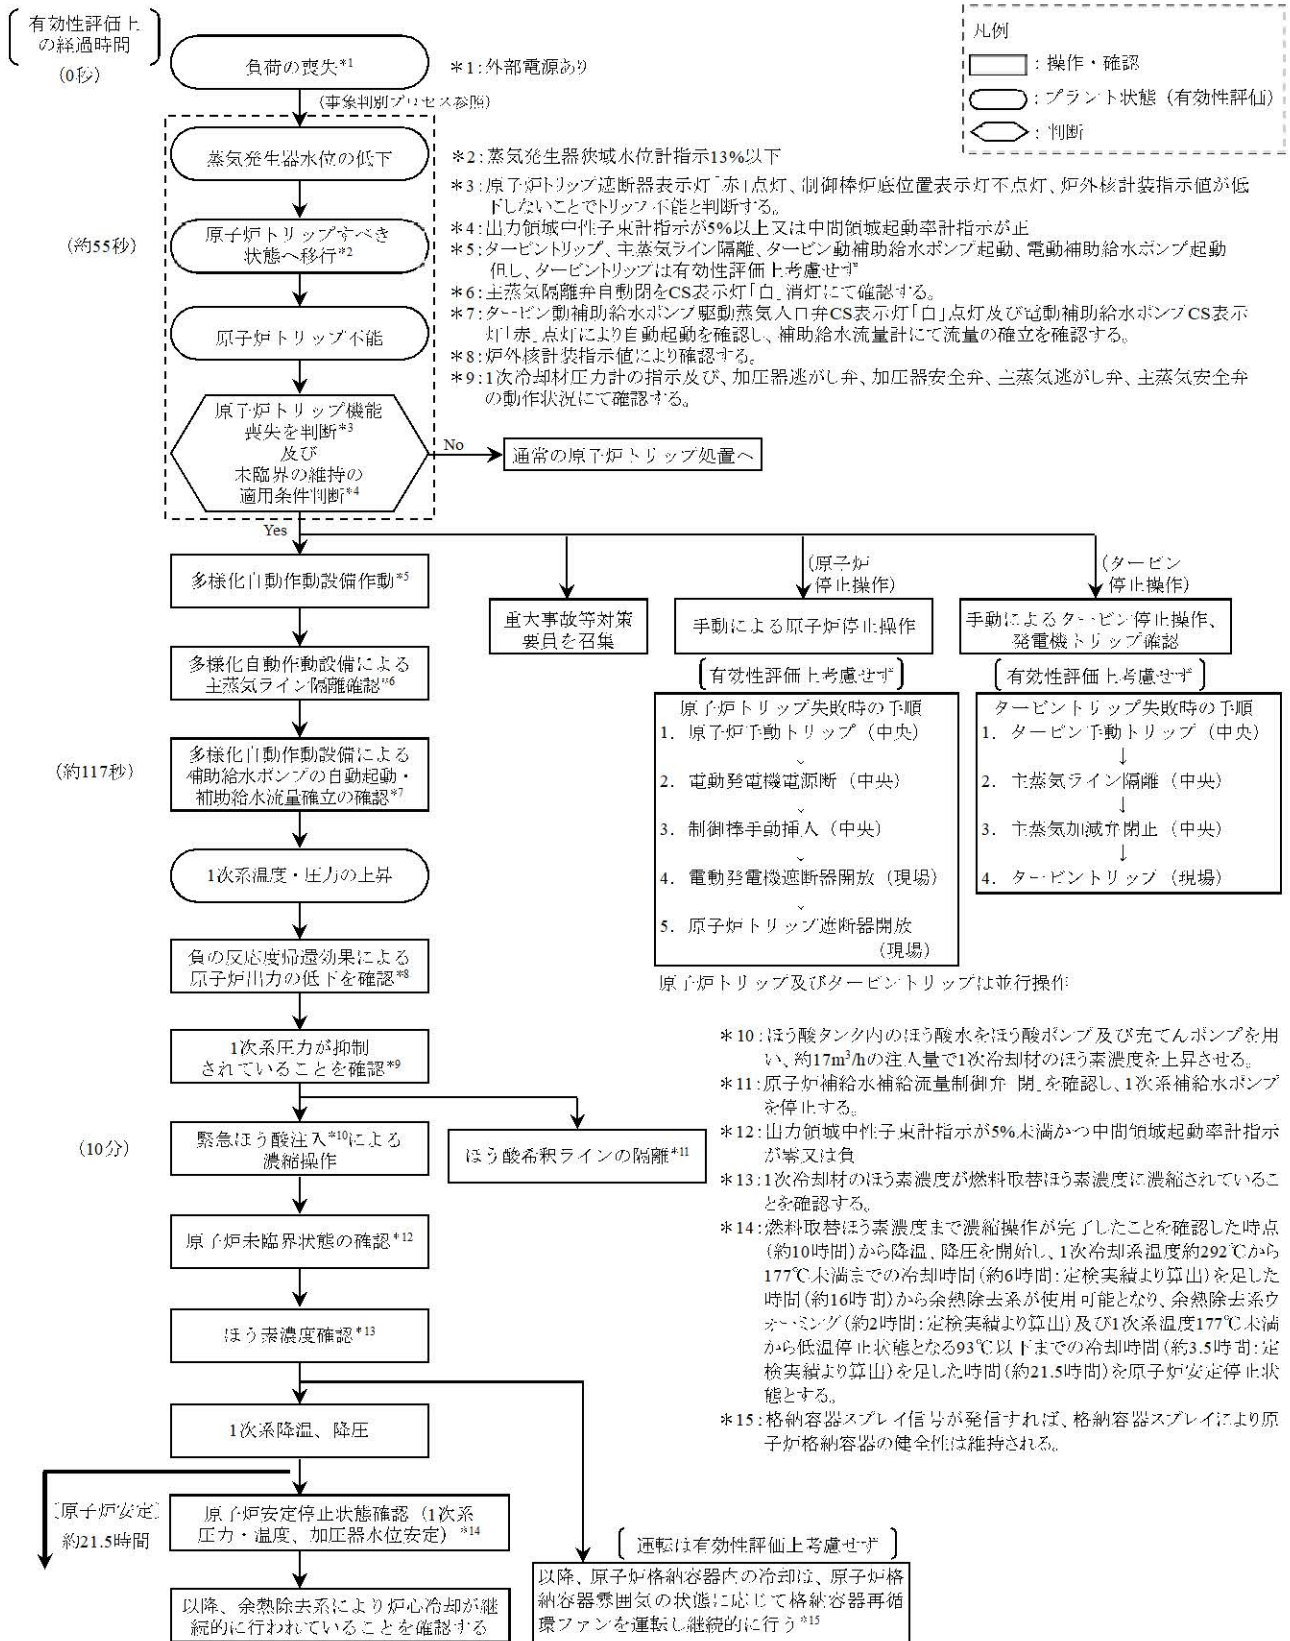 有効性評価上
の経過時間
(0秒)
負荷の喪失*1
*1:外部電源あり
(事象判別プロセス参照)
凡例
:操作・確認
:プラント状態（有効性評価）
:判断
蒸気発生器水位の低下
*2:蒸気発生器狭域水位計指示13%以下
*3:原子炉トリップ遮断器表示灯「赤」点灯、制御棒炉底位置表示灯不点灯、炉外核計装指示値が低
下しないことでトリップ不能と判断する。
*4:出力領域中性子束計指示が5%以上又は中間領域起動率計指示が正
*5:タービントリップ、主蒸気ライン隔離、タービン動補助給水ポンプ起動、電動補助給水ポンプ起動
但し、タービントリップは有効性評価上考慮せず
*6:主蒸気隔離弁自動閉をCS表示灯「白」消灯にて確認する。
*7:タービン動補助給水ポンプ駆動蒸気入口弁CS表示灯「白」点灯及び電動補助給水ポンプCS表示
灯「赤」点灯により自動起動を確認し、補助給水流量計にて流量の確立を確認する。
*8:炉外核計装指示値により確認する。
*9:1次冷却材圧力計の指示及び、加圧器逃がし弁、加圧器安全弁、主蒸気逃がし弁、主蒸気安全弁
の動作状況にて確認する。
(約55秒)
原子炉トリップすべき
状態へ移行*2
原子炉トリップ不能
原子炉トリップ機能
喪失を判断*3
及び
未臨界の維持の
適用条件判断*4
No
通常の原子炉トリップ処置へ
Yes
多様化自動作動設備作動*5
重大事故等対策
要員を召集
(原子炉
停止操作)
手動による原子炉停止操作
(タービン
停止操作)
手動によるタービン停止操作、
発電機トリップ確認
多様化自動作動設備による
主蒸気ライン隔離確認*6
〔有効性評価上考慮せず〕
原子炉トリップ失敗時の手順
1. 原子炉手動トリップ（中央）
↓
2. 電動発電機電源断（中央）
↓
3. 制御棒手動挿入（中央）
↓
4. 電動発電機遮断器開放（現場）
↓
5. 原子炉トリップ遮断器開放
（現場）
〔有効性評価上考慮せず〕
タービントリップ失敗時の手順
1. タービン手動トリップ（中央）
↓
2. 主蒸気ライン隔離（中央）
↓
3. 主蒸気加減弁閉止（中央）
↓
4. タービントリップ（現場）
原子炉トリップ及びタービントリップは並行操作
(約117秒)
多様化自動作動設備による
補助給水ポンプの自動起動・
補助給水流量確立の確認*7
1次系温度・圧力の上昇
負の反応度帰還効果による
原子炉出力の低下を確認*8
1次系圧力が抑制
されていることを確認*9
(10分)
緊急ほう酸注入*10による
濃縮操作
ほう酸希釈ラインの隔離*11
原子炉未臨界状態の確認*12
ほう素濃度確認*13
1次系降温、降圧
*10:ほう酸タンク内のほう酸水をほう酸ポンプ及び充てんポンプを用
い、約17m³/hの注入量で1次冷却材のほう素濃度を上昇させる。
*11:原子炉補給水補給流量制御弁「閉」を確認し、1次系補給水ポンプ
を停止する。
*12:出力領域中性子束計指示が5%未満かつ中間領域起動率計指示
が零又は負
*13:1次冷却材のほう素濃度が燃料取替ほう素濃度に濃縮されているこ
とを確認する。
*14:燃料取替ほう素濃度まで濃縮操作が完了したことを確認した時点
(約10時間)から降温、降圧を開始し、1次冷却系温度約292℃から
177℃未満までの冷却時間(約6時間:定検実績より算出)を足した
時間(約16時間)から余熱除去系が使用可能となり、余熱除去系ウ
ォーミング(約2時間:定検実績より算出)及び1次系温度177℃未満
から低温停止状態となる93℃以下までの冷却時間(約3.5時間:定
検実績より算出)を足した時間(約21.5時間)を原子炉安定停止状
態とする。
*15:格納容器スプレイ信号が発信すれば、格納容器スプレイにより原
子炉格納容器の健全性は維持される。
〔原子炉安定〕
約21.5時間
原子炉安定停止状態確認（1次系
圧力・温度、加圧器水位安定）*14
以降、余熱除去系により炉心冷却が継
続的に行われていることを確認する
〔運転は有効性評価上考慮せず〕
以降、原子炉格納容器内の冷却は、原子炉格
納容器雰囲気の状態に応じて格納容器再循
環ファンを運転し継続的に行う*15